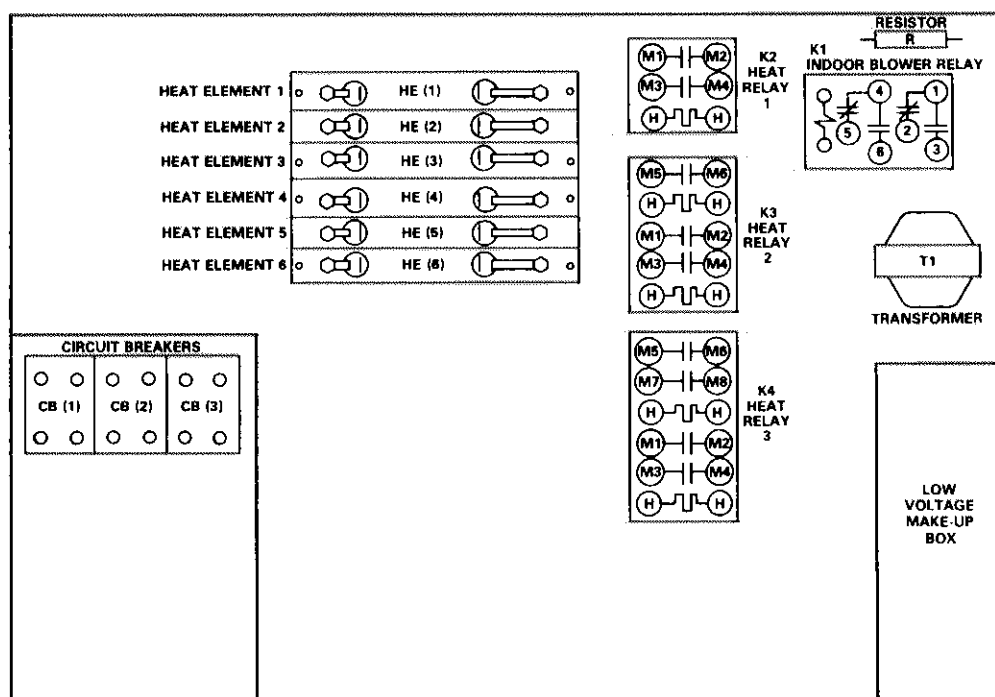 RESISTOR
R
K1
INDOOR BLOWER RELAY
4
1
5
2
6
3
M1 M2
M3 M4
H H
K2
HEAT
RELAY
1
HEAT ELEMENT 1 HE (1)
HEAT ELEMENT 2 HE (2)
HEAT ELEMENT 3 HE (3)
HEAT ELEMENT 4 HE (4)
HEAT ELEMENT 5 HE (5)
HEAT ELEMENT 6 HE (6)
M5 M6
H H
M1 M2
M3 M4
H H
K3
HEAT
RELAY
2
T1
TRANSFORMER
CIRCUIT BREAKERS
CB (1) CB (2) CB (3)
M5 M6
M7 M8
H H
M1 M2
M3 M4
H H
K4
HEAT
RELAY
3
LOW
VOLTAGE
MAKE-UP
BOX